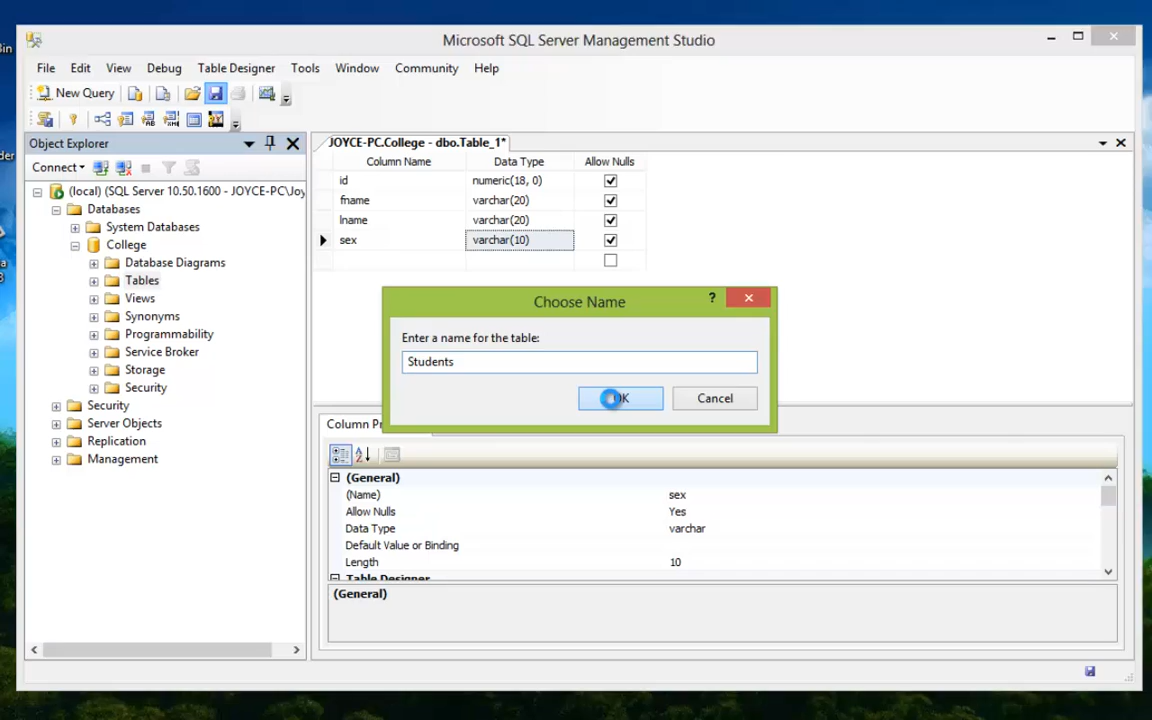 Bin
Microsoft SQL Server Management Studio
File Edit View Debug Table Designer Tools Window Community Help
New Query
Object Explorer
JOYCE-PC.College - dbo.Table_1*
Connect
Column Name Data Type Allow Nulls
id numeric(18, 0)
fname varchar(20)
lname varchar(20)
sex varchar(10)
(local) (SQL Server 10.50.1600 - JOYCE-PC\Joy
Databases
System Databases
College
Database Diagrams
Tables
Views
Synonyms
Programmability
Service Broker
Storage
Security
Security
Server Objects
Replication
Management
Choose Name
?
Enter a name for the table:
Students
OK Cancel
Column Pr
(General)
(Name) sex
Allow Nulls Yes
Data Type varchar
Default Value or Binding
Length 10
Table Designer
(General)
der
a
3